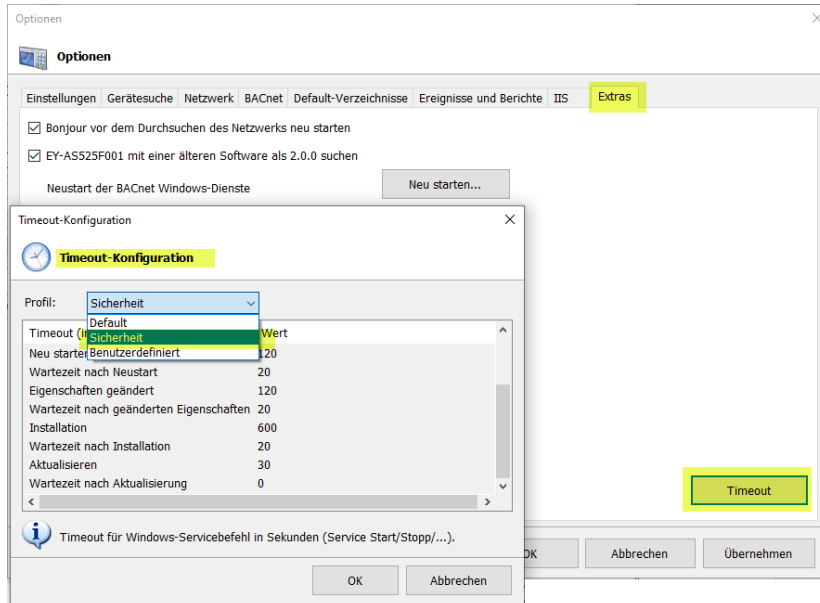 Optionen
Optionen
Einstellungen Gerätesuche Netzwerk BACnet Default-Verzeichnisse Ereignisse und Berichte IIS Extras
Bonjour vor dem Durchsuchen des Netzwerks neu starten
EY-AS525F001 mit einer älteren Software als 2.0.0 suchen
Neustart der BACnet Windows-Dienste Neu starten...
Timeout-Konfiguration
Timeout-Konfiguration
Profil: Sicherheit
Default
Timeout (i Sicherheit Wert
Neu starte Benutzerdefiniert 120
Wartezeit nach Neustart 20
Eigenschaften geändert 120
Wartezeit nach geänderten Eigenschaften 20
Installation 600
Wartezeit nach Installation 20
Aktualisieren 30
Wartezeit nach Aktualisierung 0
Timeout
Timeout für Windows-Servicebefehl in Sekunden (Service Start/Stopp/...).
OK Abbrechen Übernehmen
OK Abbrechen